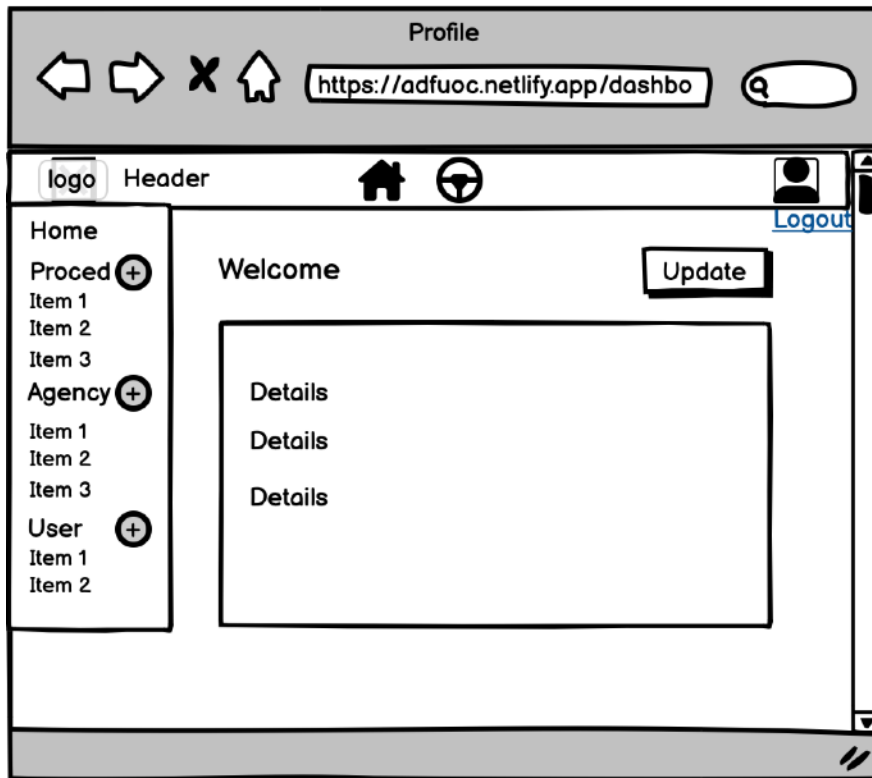 Profile
https://adfuoc.netlify.app/dashbo
logo Header
Logout
Home
Proced
Item 1
Item 2
Item 3
Agency
Item 1
Item 2
Item 3
User
Item 1
Item 2
Welcome
Update
Details
Details
Details